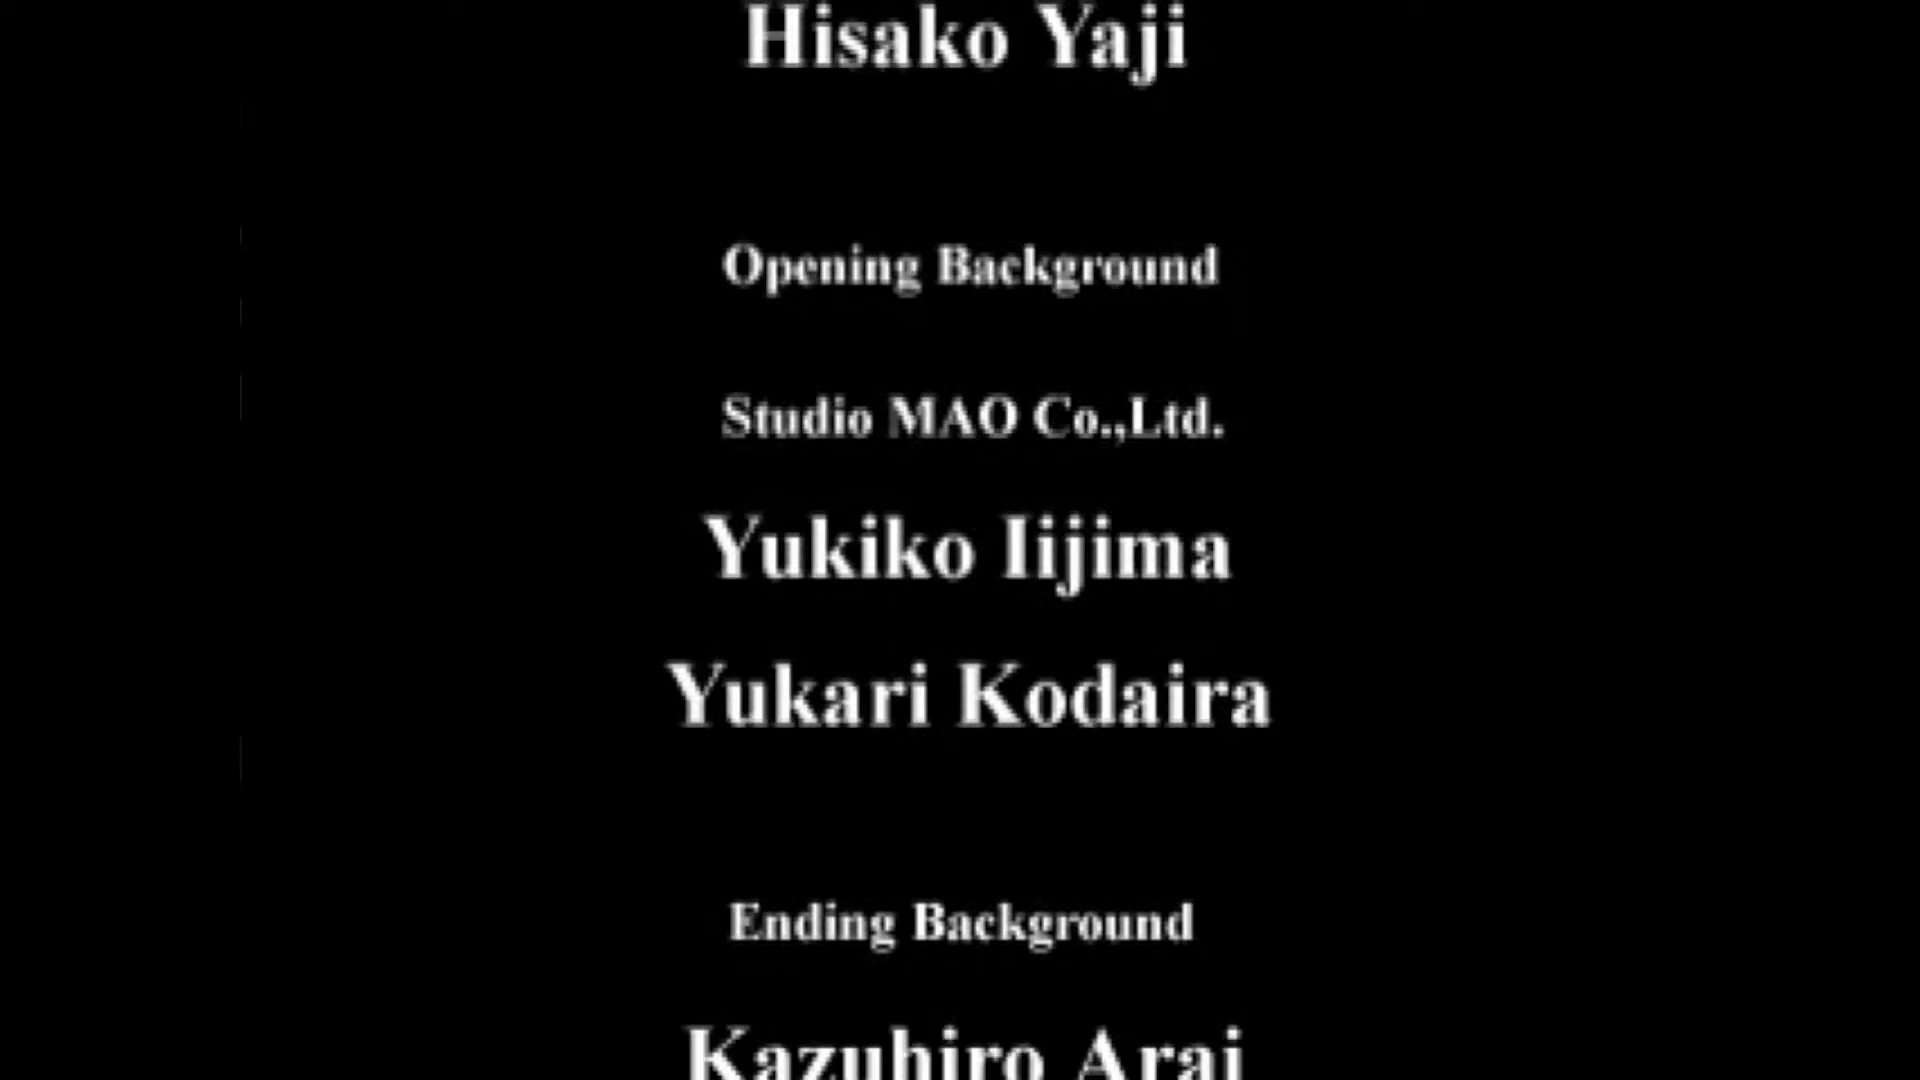 Hisako Yaji
Opening Background
Studio MAO Co.,Ltd.
Yukiko Iijima
Yukari Kodaira
Ending Background
Kazuhiro Arai